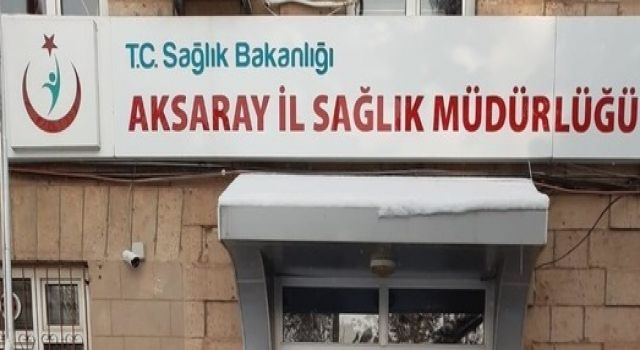 T.C. Sağlık Bakanlığı
AKSARAY İL SAĞLIK MÜDÜRLÜĞÜ